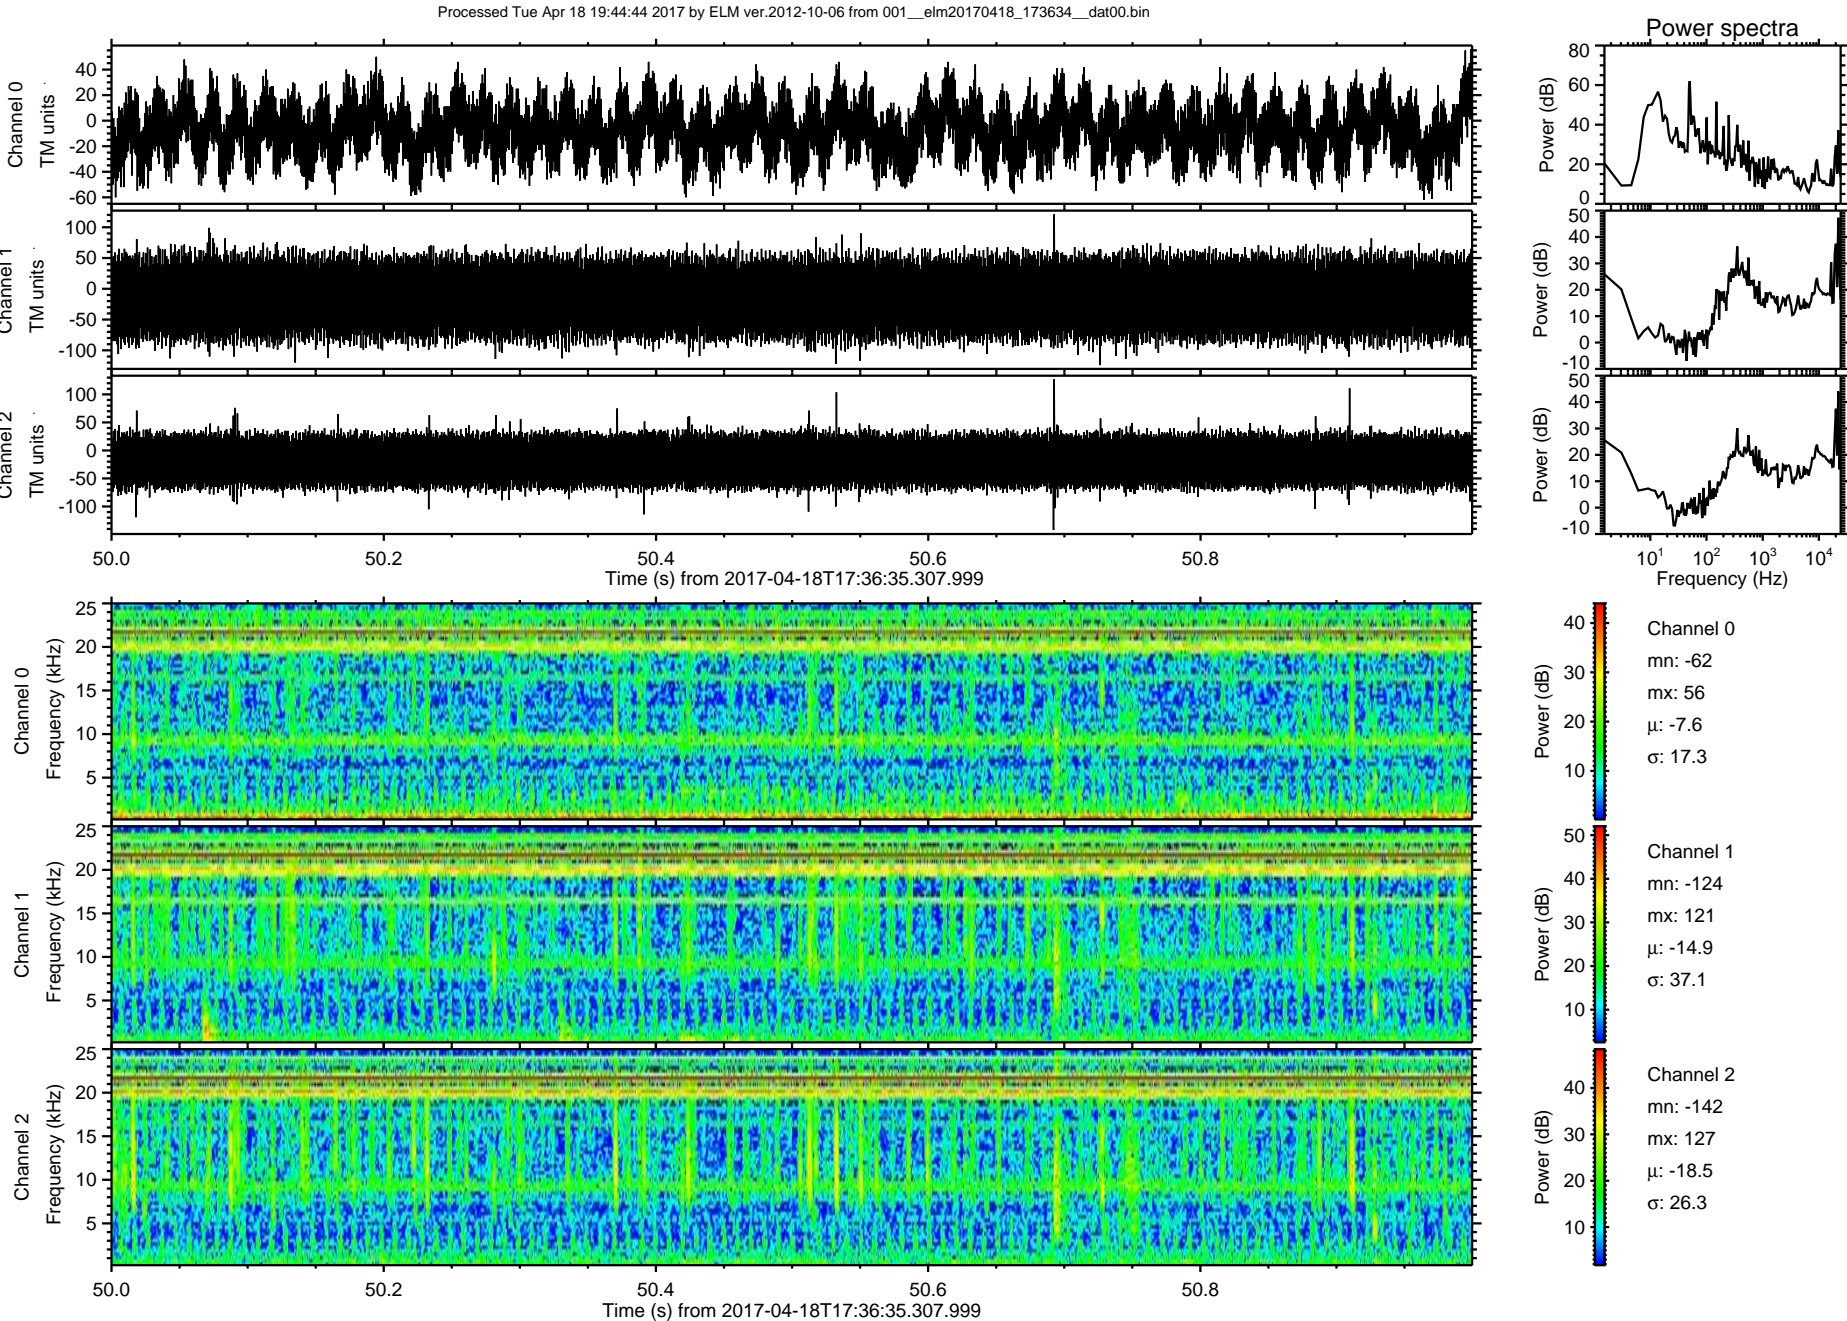 Processed Tue Apr 18 19:44:44 2017 by ELM ver.2012-10-06 from 001__elm20170418_173634__dat00.bin
Power spectra
Channel 0
TM units
40
20
0
-20
-40
-60
Power (dB)
80
60
40
20
0
Channel 1
TM units
100
50
0
-50
-100
Power (dB)
50
40
30
20
10
0
-10
Channel 2
TM units
100
50
0
-50
-100
Power (dB)
50
40
30
20
10
0
-10
50.0 50.2 50.4 50.6 50.8
Time (s) from 2017-04-18T17:36:35.307.999
10¹ 10² 10³ 10⁴
Frequency (Hz)
Channel 0
Frequency (kHz)
25
20
15
10
5
Power (dB)
40
30
20
10
Channel 0
mn: -62
mx: 56
μ: -7.6
σ: 17.3
Channel 1
Frequency (kHz)
25
20
15
10
5
Power (dB)
50
40
30
20
10
Channel 1
mn: -124
mx: 121
μ: -14.9
σ: 37.1
Channel 2
Frequency (kHz)
25
20
15
10
5
Power (dB)
40
30
20
10
Channel 2
mn: -142
mx: 127
μ: -18.5
σ: 26.3
50.0 50.2 50.4 50.6 50.8
Time (s) from 2017-04-18T17:36:35.307.999